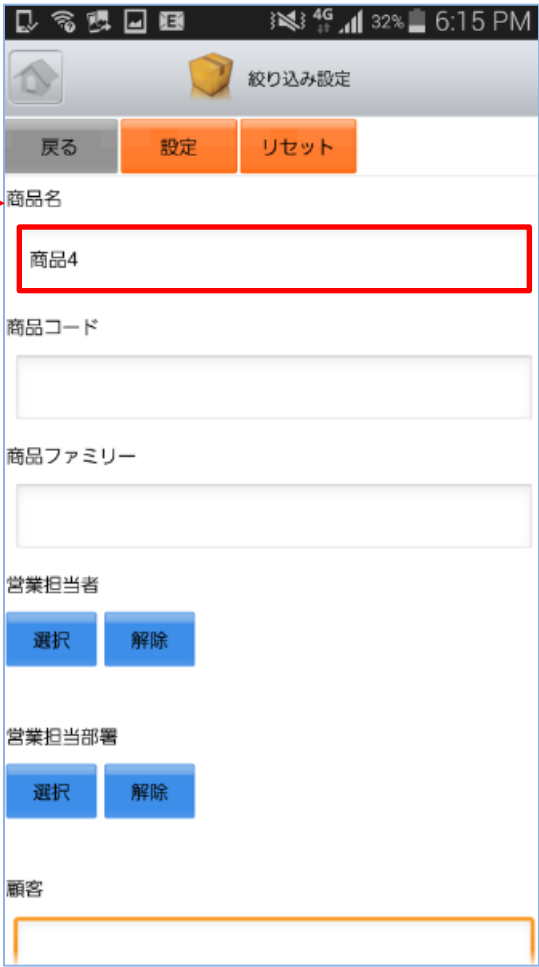 4G 32% 6:15 PM
絞り込み設定
戻る 設定 リセット
商品名
商品4
商品コード
商品ファミリー
営業担当者
選択 解除
営業担当部署
選択 解除
顧客